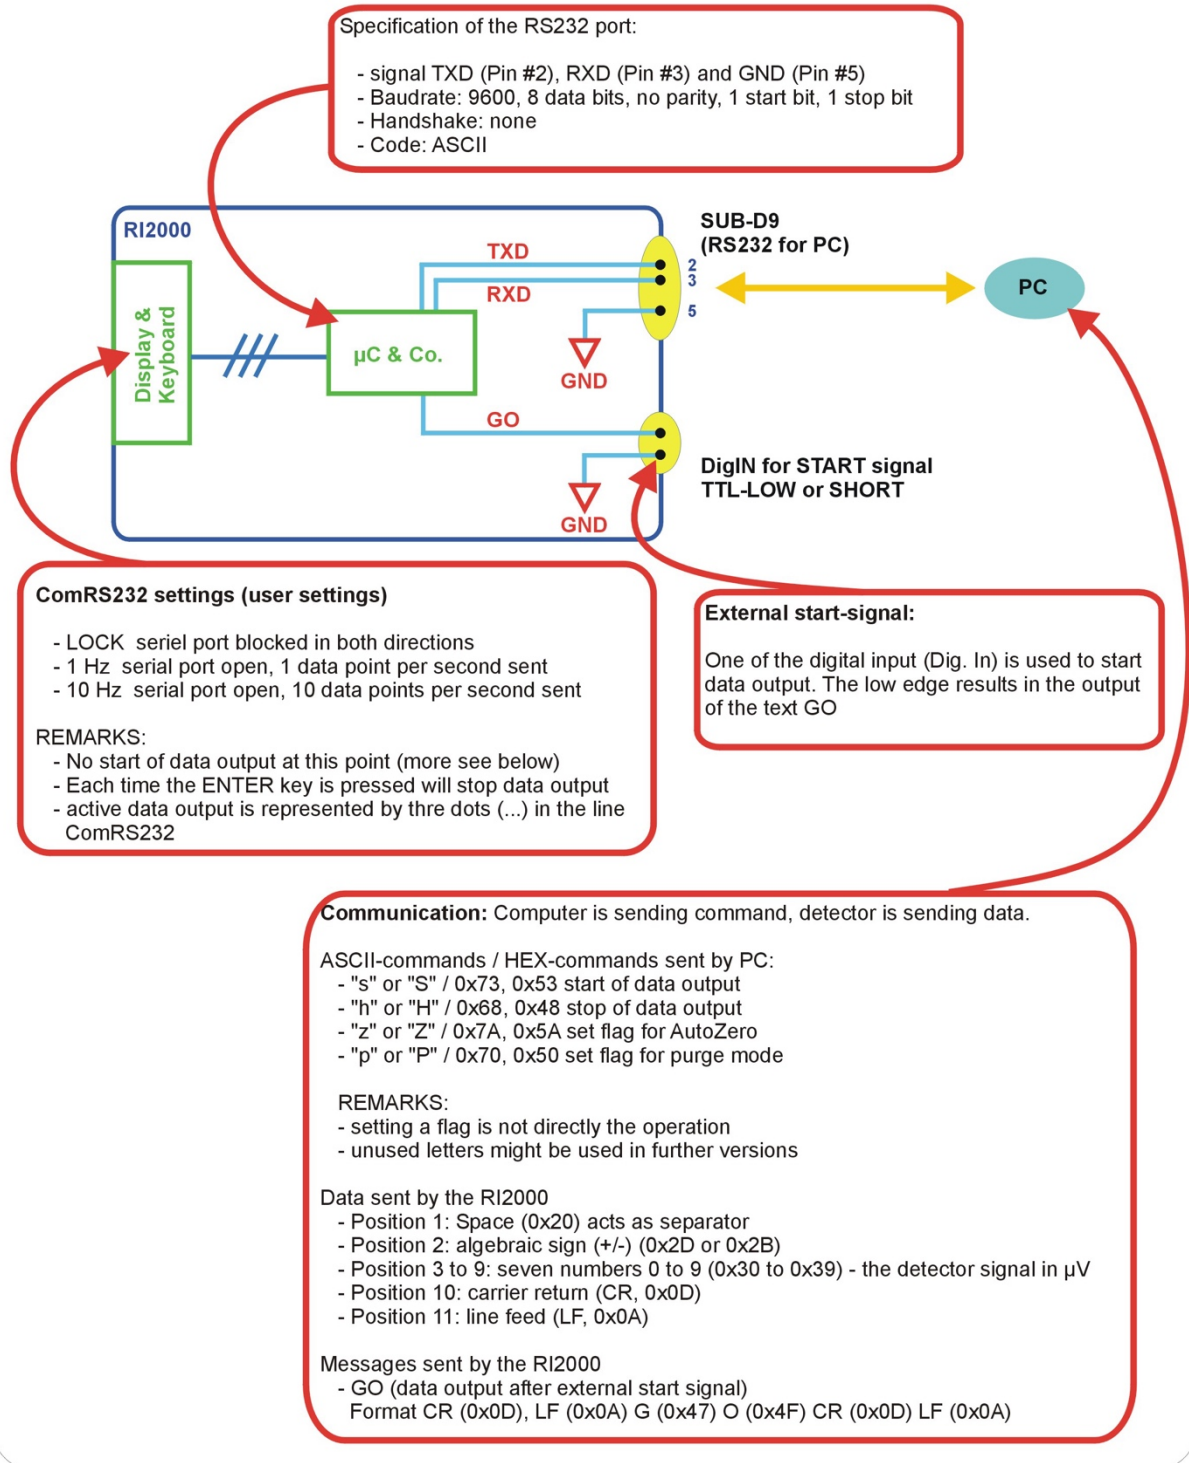 Specification of the RS232 port:
- signal TXD (Pin #2), RXD (Pin #3) and GND (Pin #5)
- Baudrate: 9600, 8 data bits, no parity, 1 start bit, 1 stop bit
- Handshake: none
- Code: ASCII
RI2000
Display &
Keyboard
µC & Co.
TXD
RXD
GND
GO
GND
2
3
5
SUB-D9
(RS232 for PC)
PC
DigIN for START signal
TTL-LOW or SHORT
ComRS232 settings (user settings)
- LOCK seriel port blocked in both directions
- 1 Hz serial port open, 1 data point per second sent
- 10 Hz serial port open, 10 data points per second sent
REMARKS:
- No start of data output at this point (more see below)
- Each time the ENTER key is pressed will stop data output
- active data output is represented by thre dots (...) in the line
ComRS232
External start-signal:
One of the digital input (Dig. In) is used to start
data output. The low edge results in the output
of the text GO
Communication: Computer is sending command, detector is sending data.
ASCII-commands / HEX-commands sent by PC:
- "s" or "S" / 0x73, 0x53 start of data output
- "h" or "H" / 0x68, 0x48 stop of data output
- "z" or "Z" / 0x7A, 0x5A set flag for AutoZero
- "p" or "P" / 0x70, 0x50 set flag for purge mode
REMARKS:
- setting a flag is not directly the operation
- unused letters might be used in further versions
Data sent by the RI2000
- Position 1: Space (0x20) acts as separator
- Position 2: algebraic sign (+/-) (0x2D or 0x2B)
- Position 3 to 9: seven numbers 0 to 9 (0x30 to 0x39) - the detector signal in µV
- Position 10: carrier return (CR, 0x0D)
- Position 11: line feed (LF, 0x0A)
Messages sent by the RI2000
- GO (data output after external start signal)
Format CR (0x0D), LF (0x0A) G (0x47) O (0x4F) CR (0x0D) LF (0x0A)